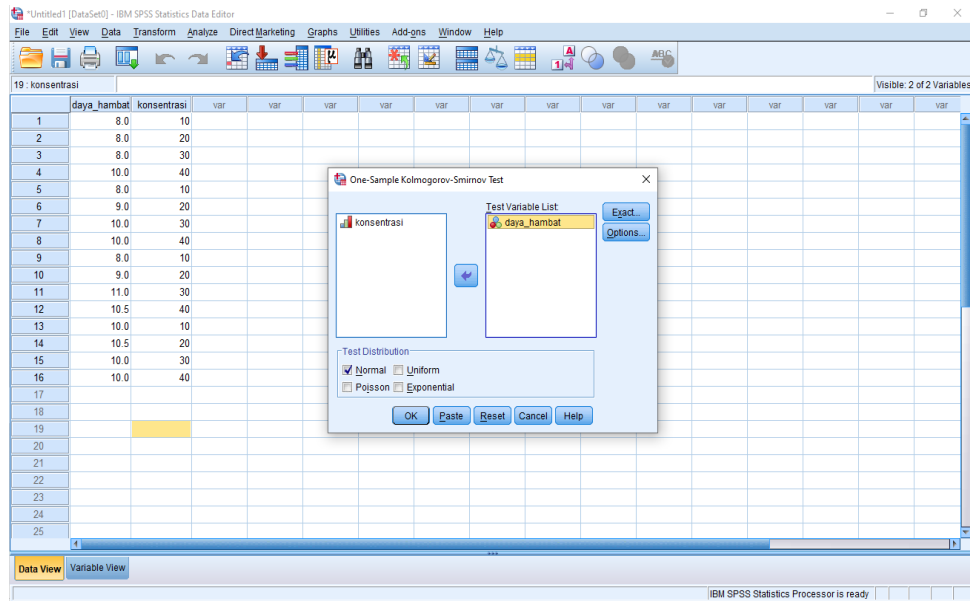 *Untitled1 [DataSet0] - IBM SPSS Statistics Data Editor
File Edit View Data Transform Analyze Direct Marketing Graphs Utilities Add-ons Window Help
19 : konsentrasi Visible: 2 of 2 Variables
daya_hambat konsentrasi var var var var var var var var var var var var var var
1 8.0 10
2 8.0 20
3 8.0 30
4 10.0 40
5 8.0 10
6 9.0 20
7 10.0 30
8 10.0 40
9 8.0 10
10 9.0 20
11 11.0 30
12 10.5 40
13 10.0 10
14 10.5 20
15 10.0 30
16 10.0 40
17
18
19
20
21
22
23
24
25
One-Sample Kolmogorov-Smirnov Test
Test Variable List:
konsentrasi
daya_hambat
Exact...
Options...
Test Distribution
Normal Uniform
Poisson Exponential
OK Paste Reset Cancel Help
Data View Variable View
IBM SPSS Statistics Processor is ready